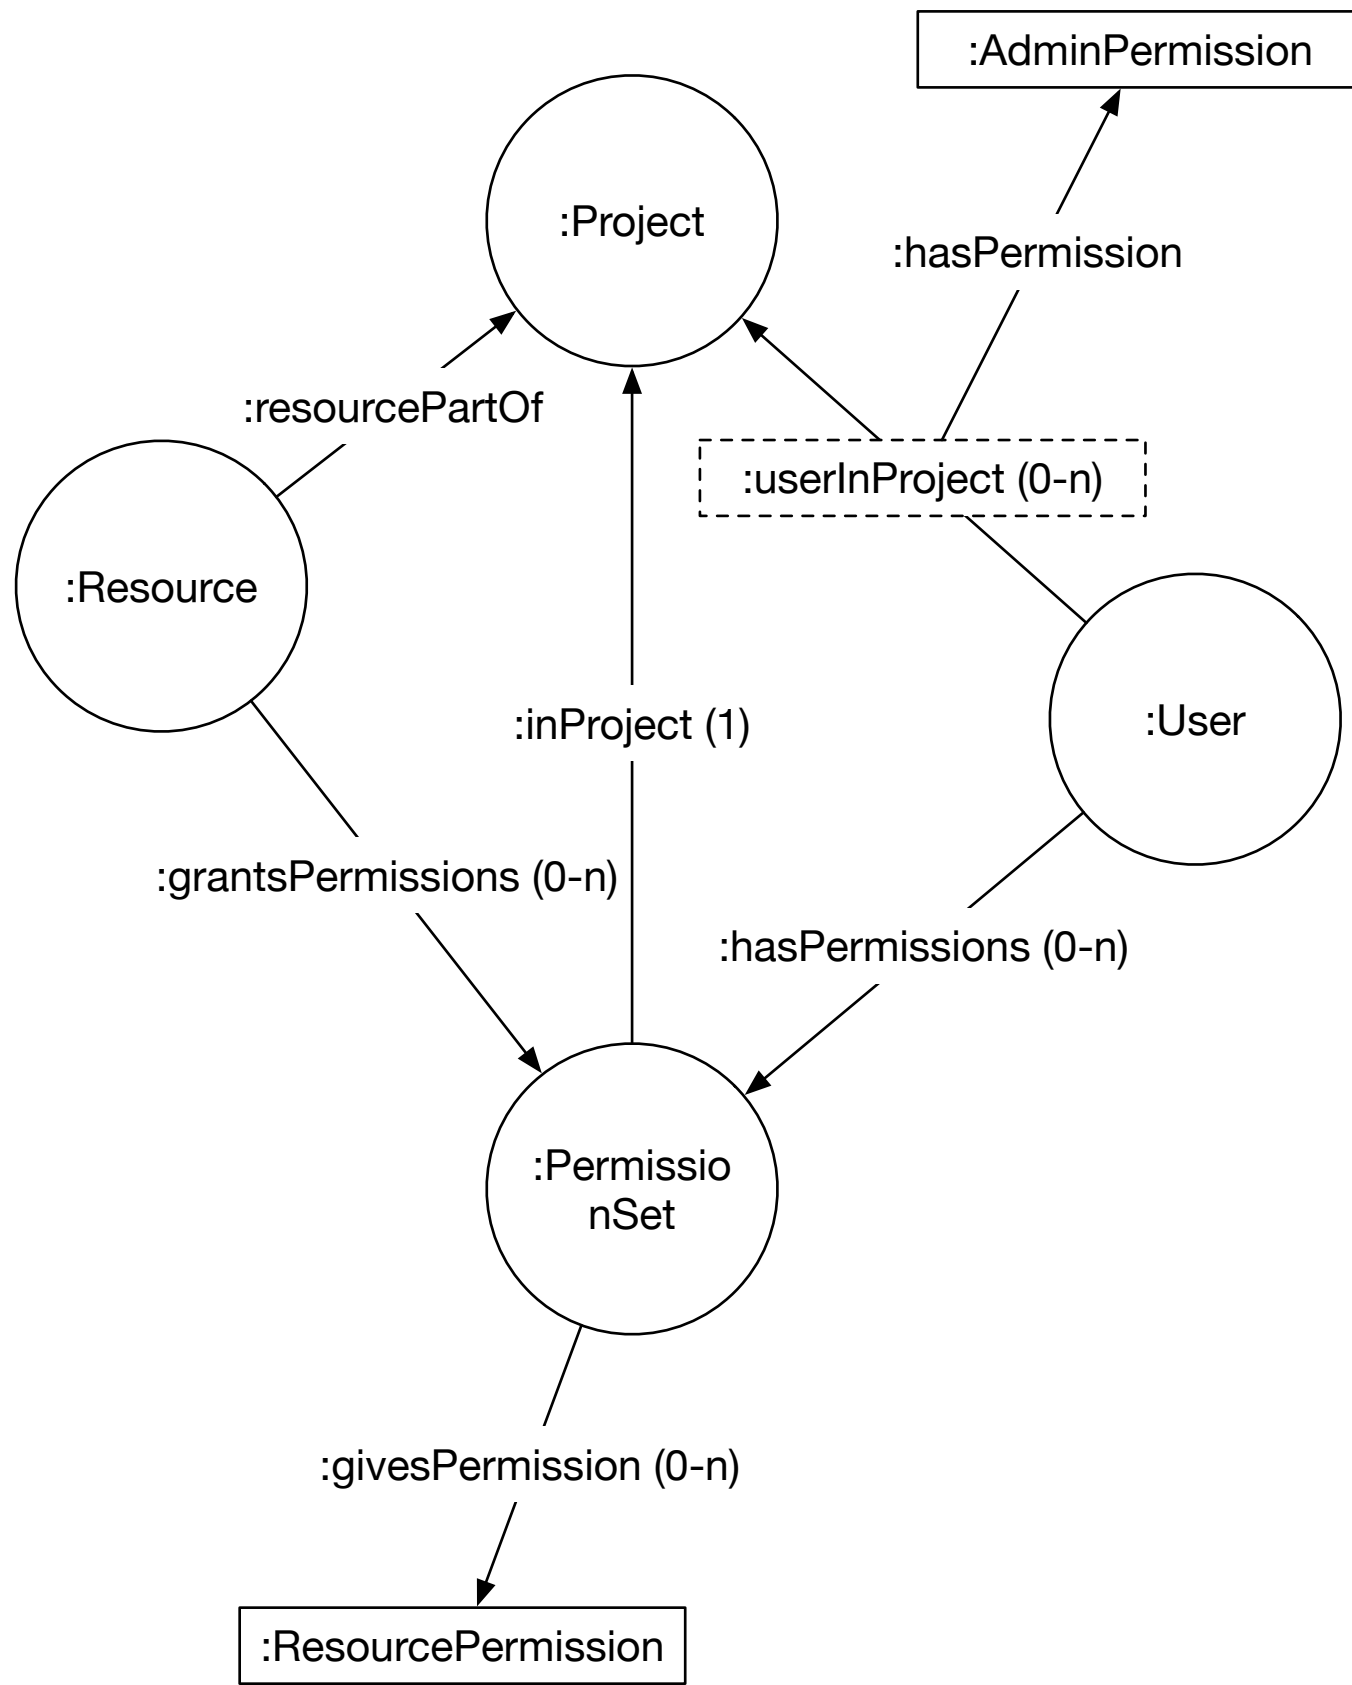 :AdminPermission
:Project
:hasPermission
:resourcePartOf
:userInProject (0-n)
:Resource
:User
:inProject (1)
:grantsPermissions (0-n)
:hasPermissions (0-n)
:Permissio
nSet
:givesPermission (0-n)
:ResourcePermission